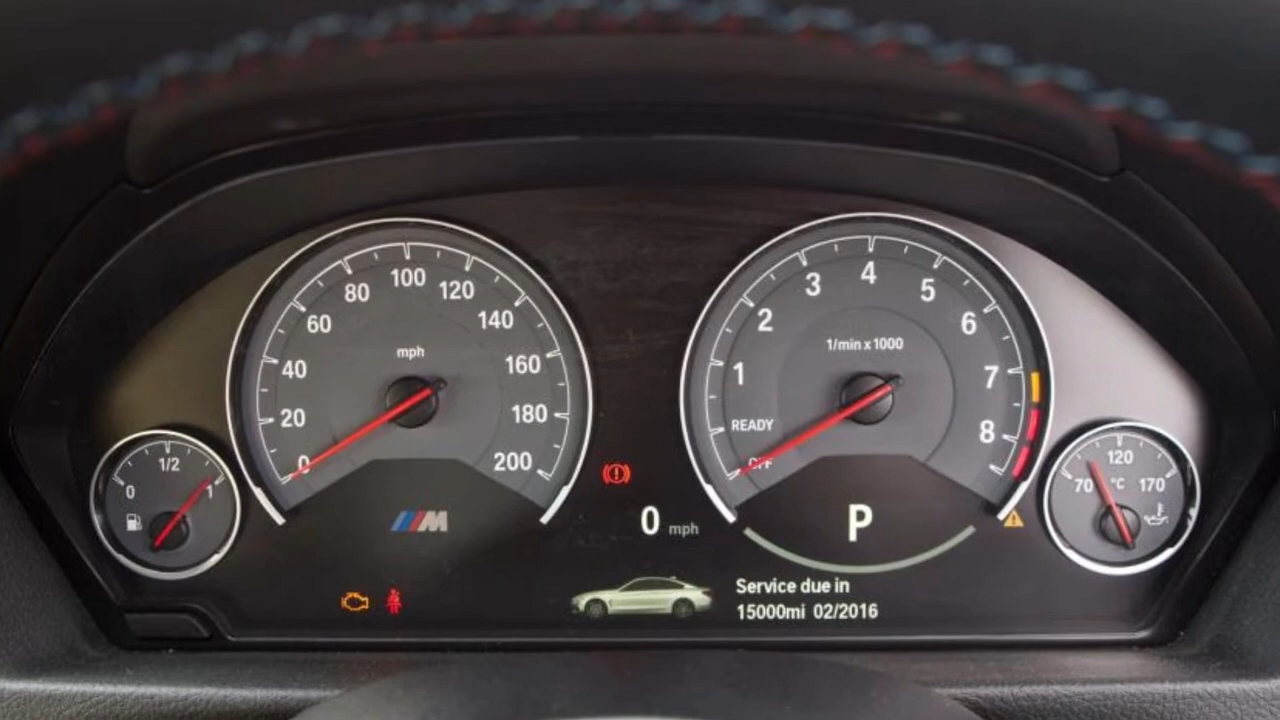 100
80
120
60
140
mph
40
160
20
180
0
200
4
3
5
2
6
1/min x 1000
1
7
READY
8
OFF
1/2
0
1
120
70
°C
170
M
0 mph
P
Service due in
15000mi 02/2016